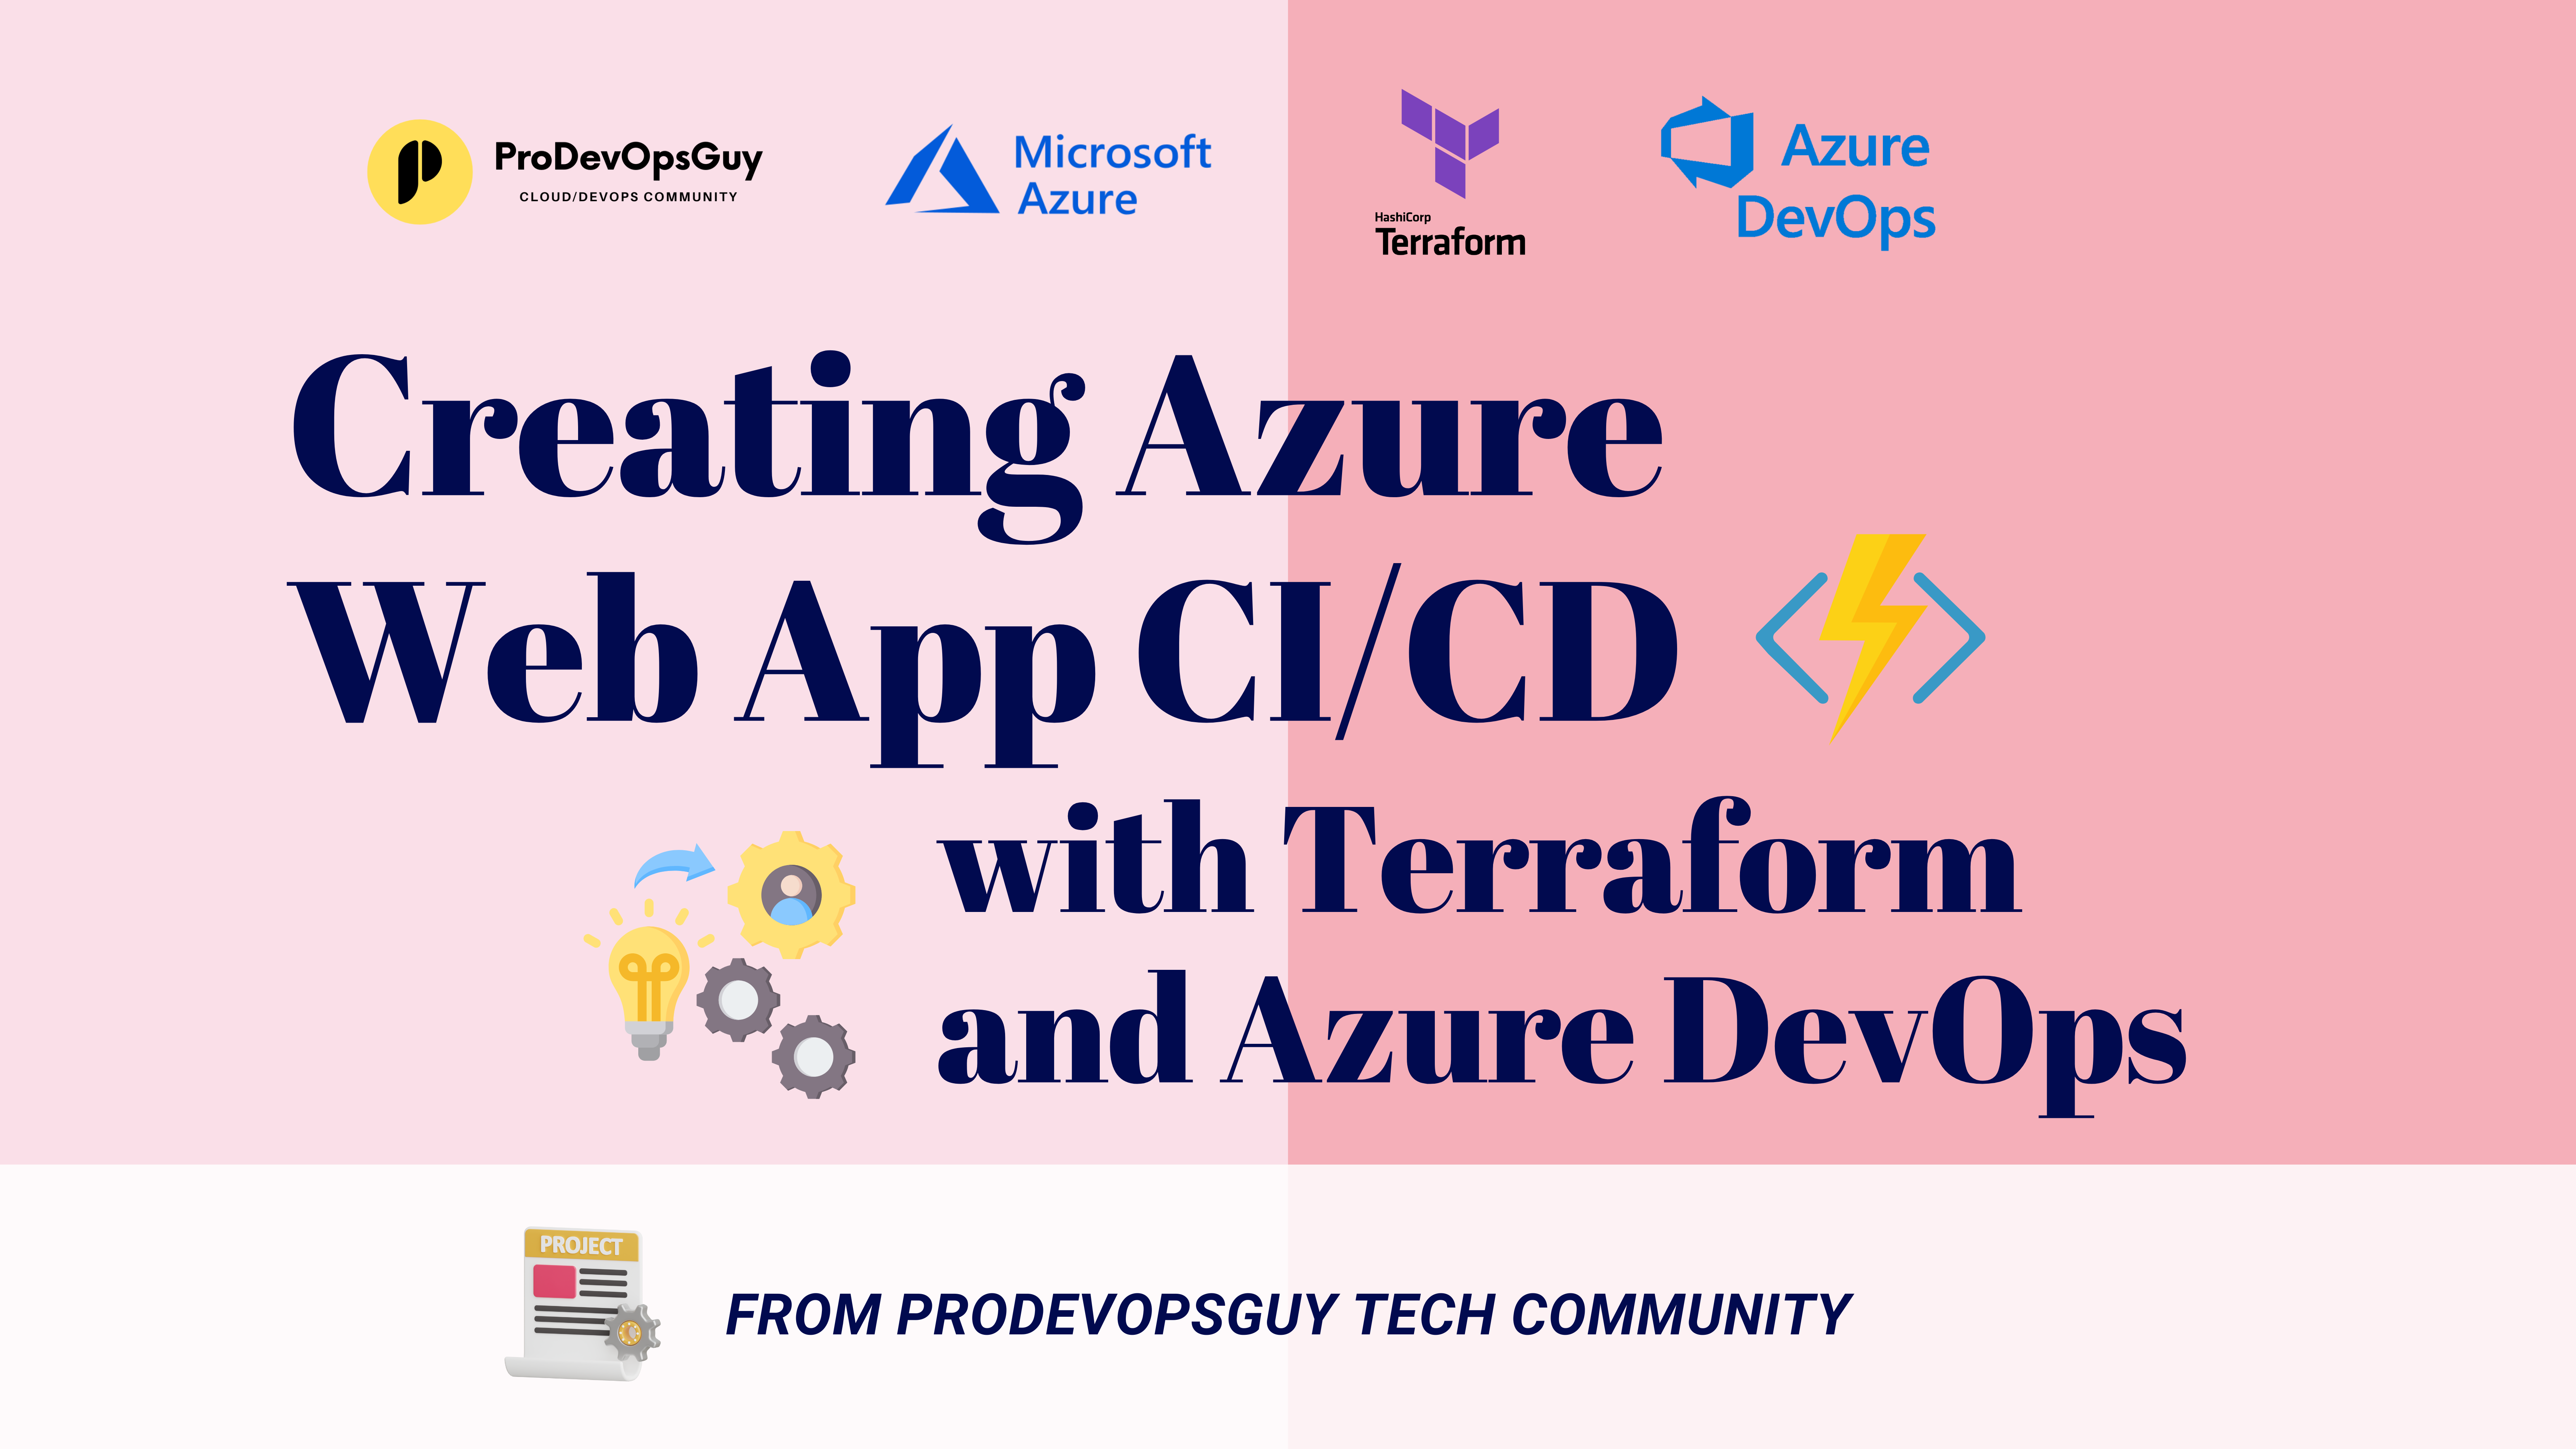 ProDevOpsGuy
CLOUD/DEVOPS COMMUNITY
Microsoft
Azure
HashiCorp
Terraform
Azure
DevOps
Creating Azure
Web App CI/CD
with Terraform
and Azure DevOps
PROJECT
FROM PRODEVOPSGUY TECH COMMUNITY